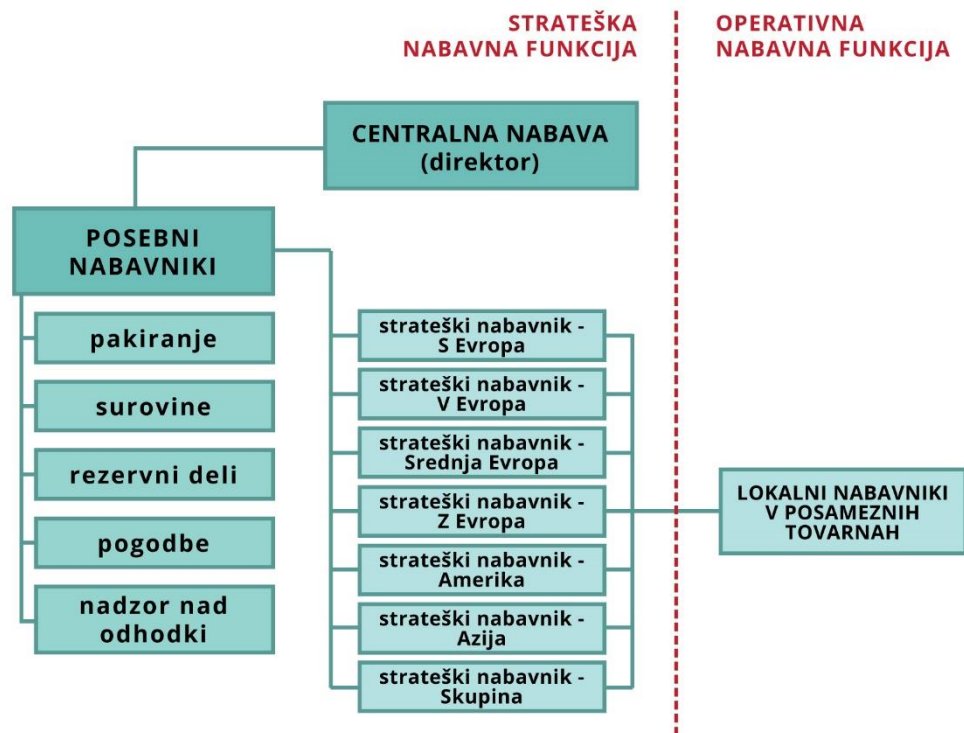 STRATEŠKA
NABAVNA FUNKCIJA
OPERATIVNA
NABAVNA FUNKCIJA
CENTRALNA NABAVA
(direktor)
POSEBNI
NABAVNIKI
pakiranje
surovine
rezervni deli
pogodbe
nadzor nad
odhodki
strateški nabavnik -
S Evropa
strateški nabavnik -
V Evropa
strateški nabavnik -
Srednja Evropa
strateški nabavnik -
Z Evropa
strateški nabavnik -
Amerika
strateški nabavnik -
Azija
strateški nabavnik -
Skupina
LOKALNI NABAVNIKI
V POSAMEZNIH
TOVARNAH